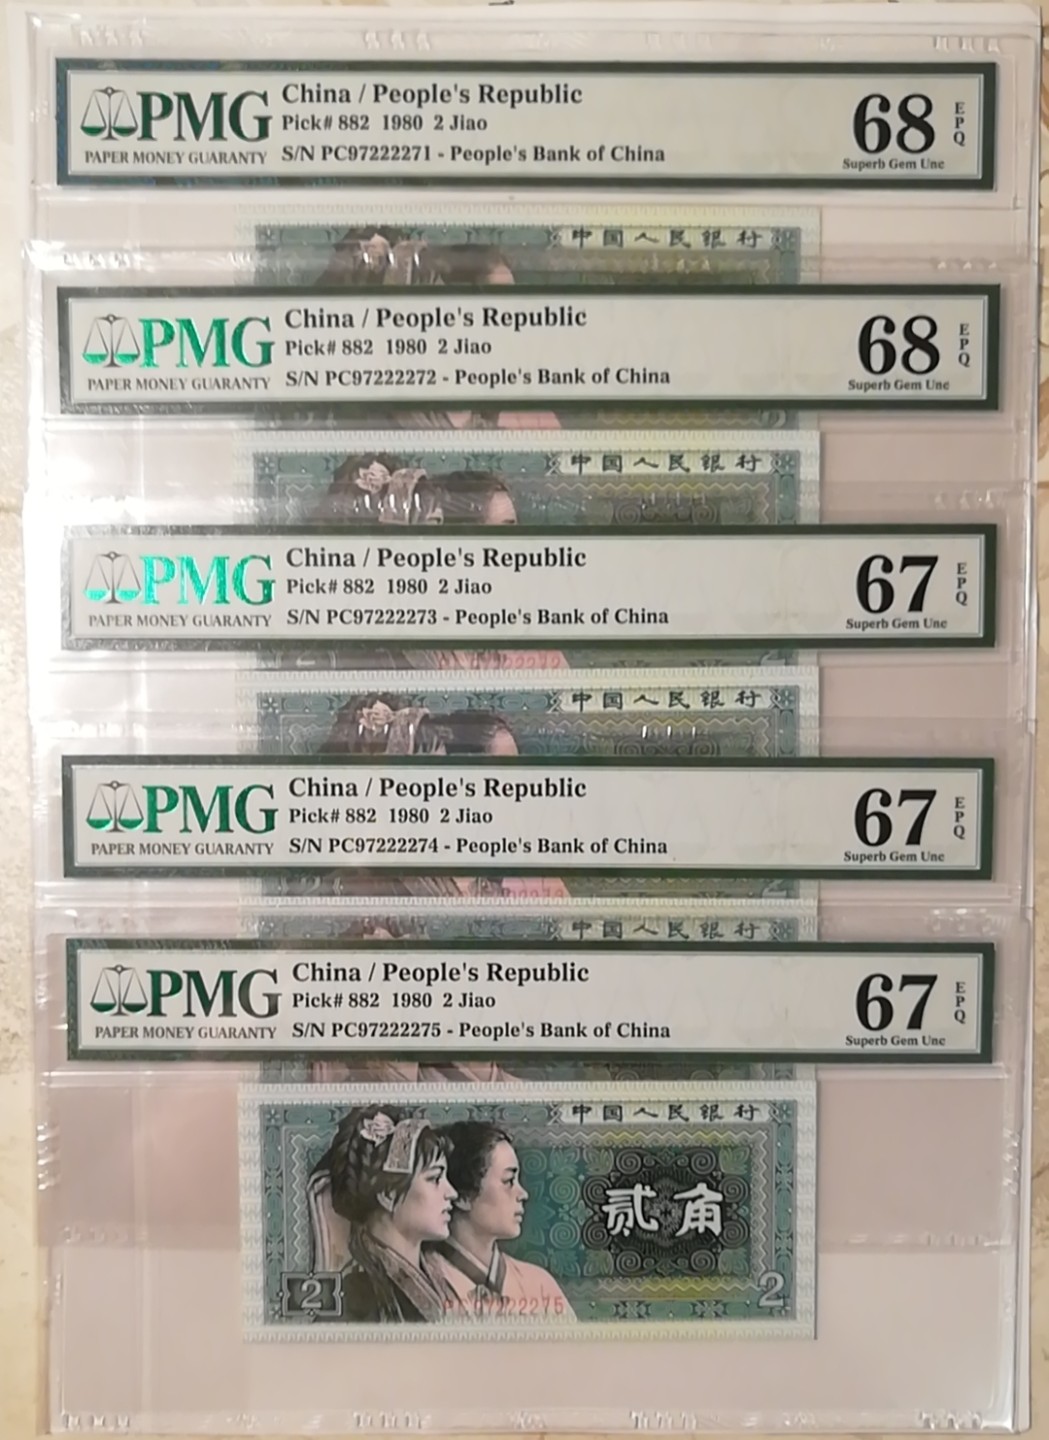 PMG
PAPER MONEY GUARANTY
China / People's Republic
Pick# 882 1980 2 Jiao
S/N PC97222271 - People's Bank of China
68
EPQ
Superb Gem Unc
中国人民银行
PMG
PAPER MONEY GUARANTY
China / People's Republic
Pick# 882 1980 2 Jiao
S/N PC97222272 - People's Bank of China
68
EPQ
Superb Gem Unc
中国人民银行
PMG
PAPER MONEY GUARANTY
China / People's Republic
Pick# 882 1980 2 Jiao
S/N PC97222273 - People's Bank of China
67
EPQ
Superb Gem Unc
中国人民银行
PMG
PAPER MONEY GUARANTY
China / People's Republic
Pick# 882 1980 2 Jiao
S/N PC97222274 - People's Bank of China
67
EPQ
Superb Gem Unc
中国人民银行
PMG
PAPER MONEY GUARANTY
China / People's Republic
Pick# 882 1980 2 Jiao
S/N PC97222275 - People's Bank of China
67
EPQ
Superb Gem Unc
中国人民银行
贰角
2
PC97222275
2